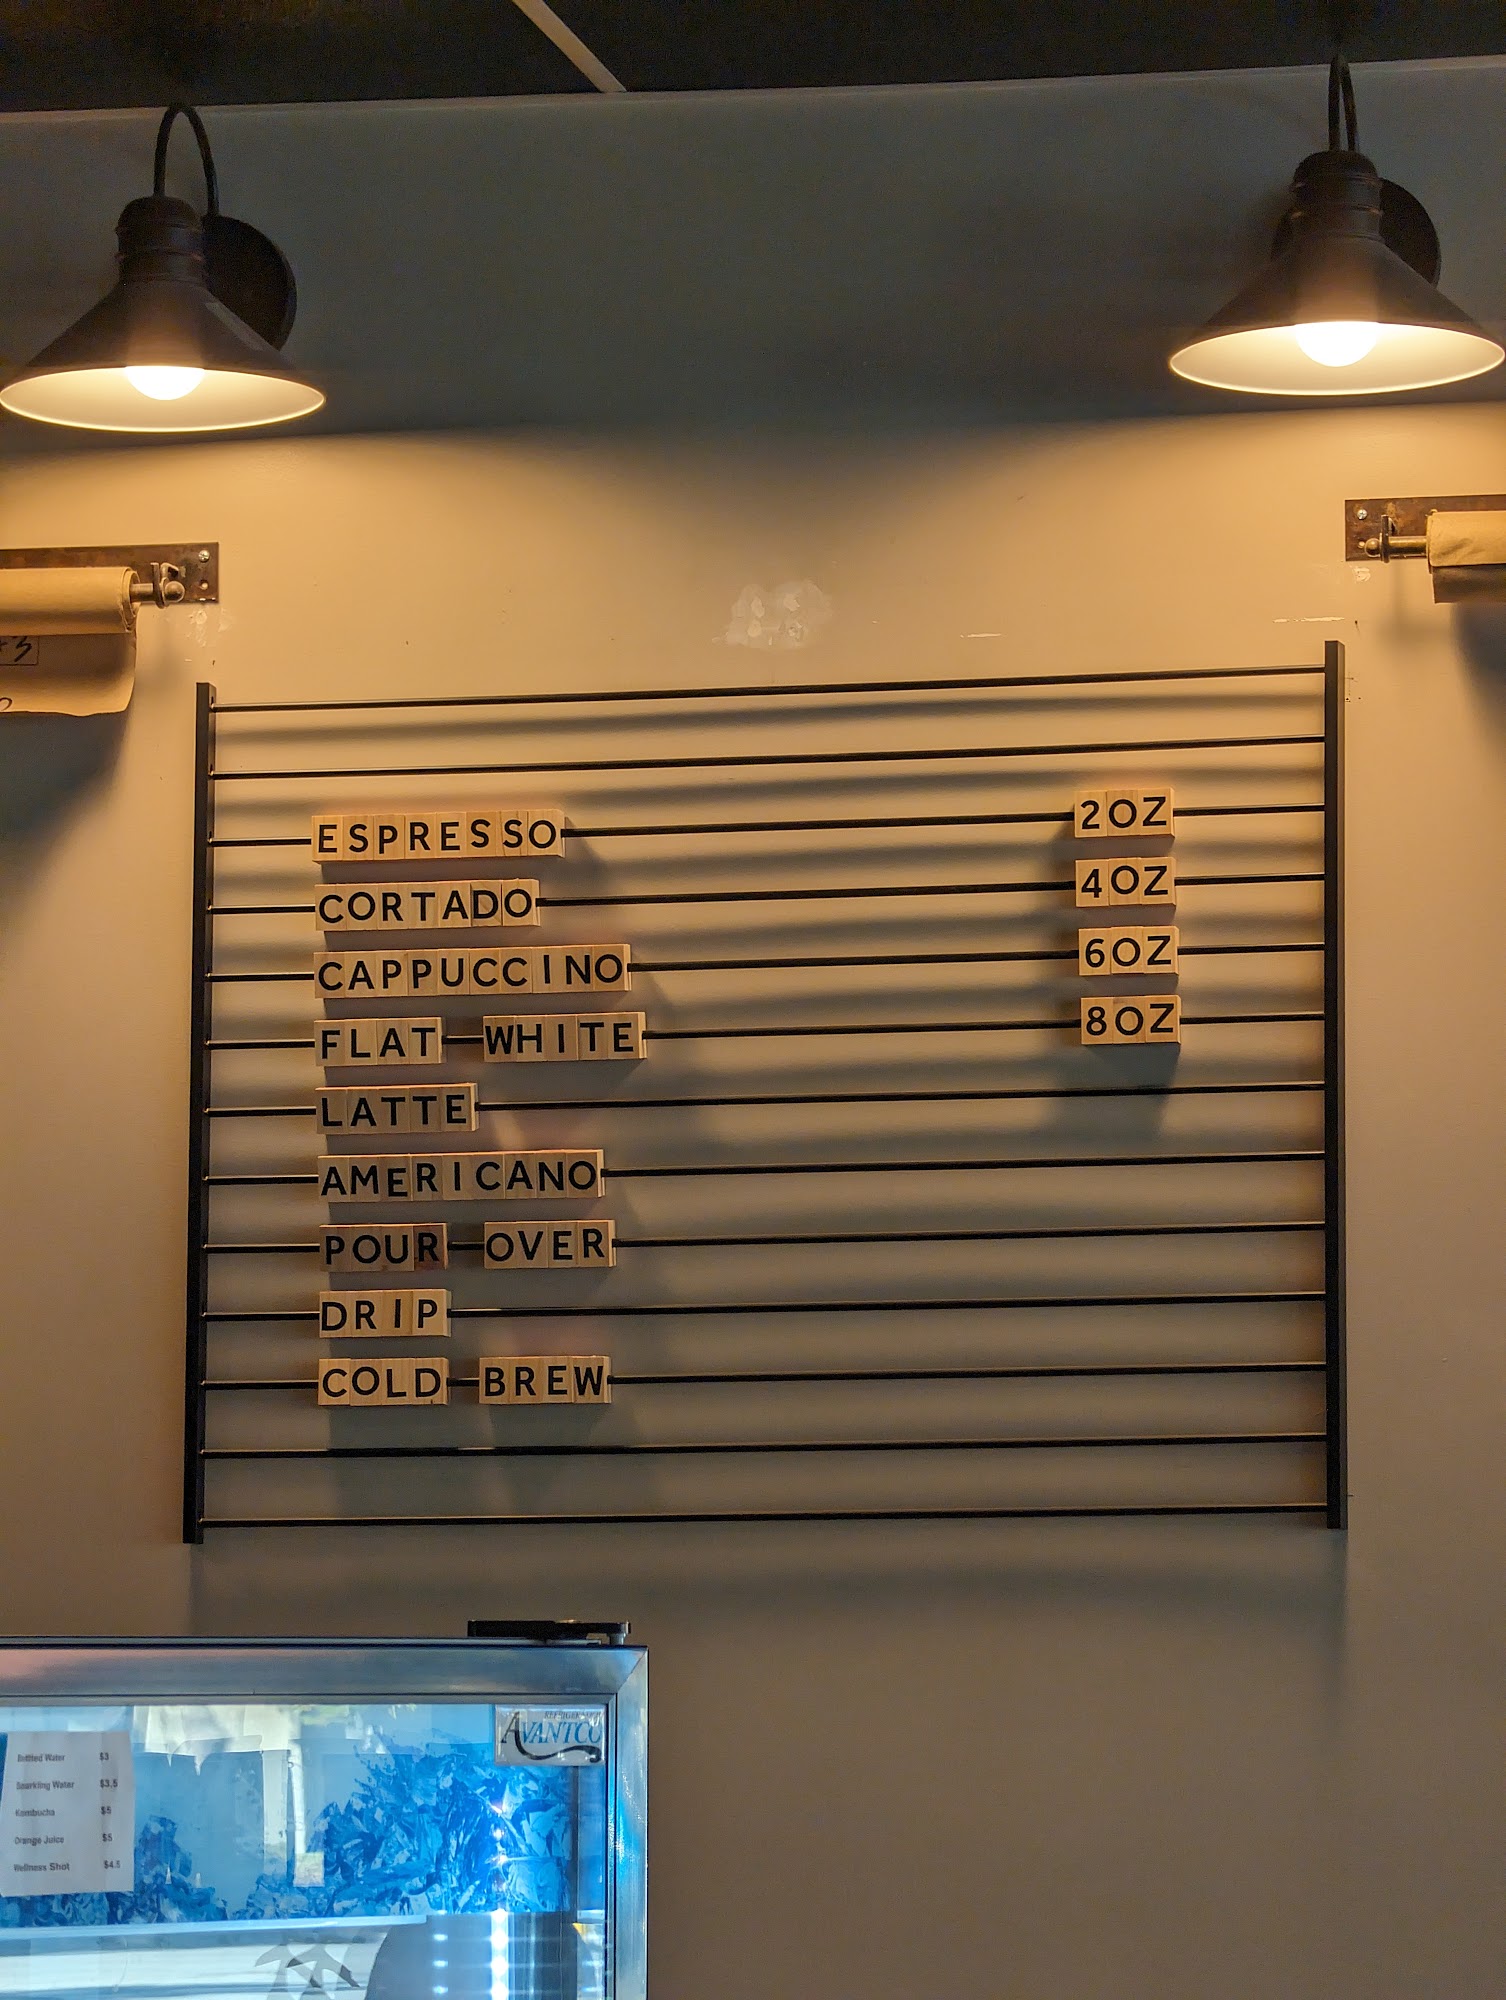 +3
ESPRESSO 2OZ
CORTADO 4OZ
CAPPUCCINO 6OZ
FLAT WHITE 8OZ
LATTE
AMERICANO
POUR OVER
DRIP
COLD BREW
AVANTCO
Bottled Water $3
Sparkling Water $3.5
Kombucha $5
Orange Juice $5
Wellness Shot $4.5